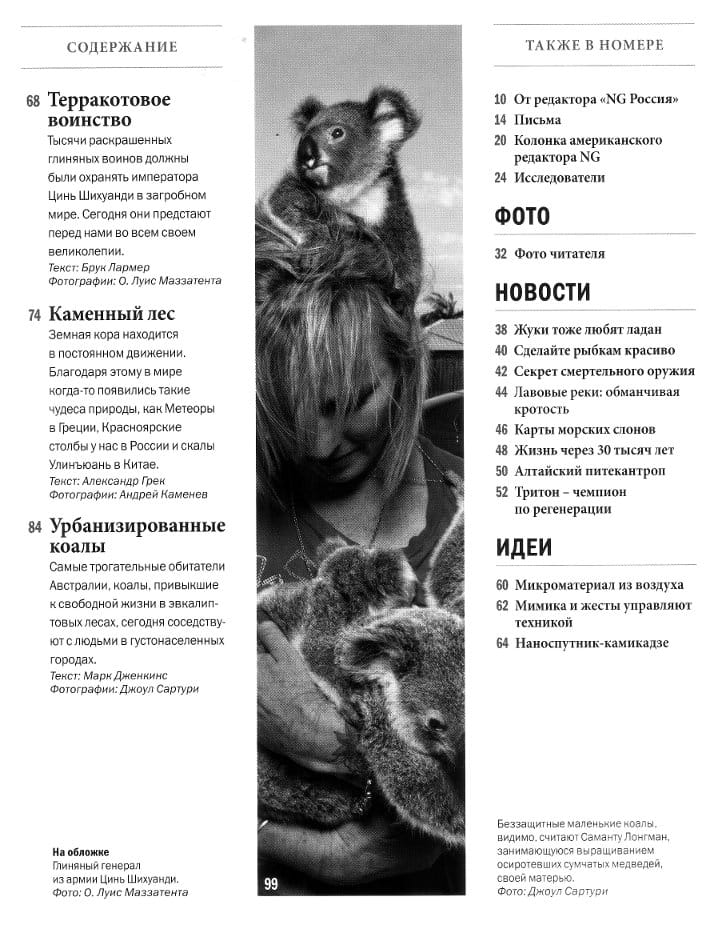 СОДЕРЖАНИЕ
68 Терракотовое
воинство
Тысячи раскрашенных
глиняных воинов должны
были охранять императора
Цинь Шихуанди в загробном
мире. Сегодня они предстают
перед нами во всем своем
великолепии.
Текст: Брук Лармер
Фотографии: О. Луис Маззатента
74 Каменный лес
Земная кора находится
в постоянном движении.
Благодаря этому в мире
когда-то появились такие
чудеса природы, как Метеоры
в Греции, Красноярские
столбы у нас в России и скалы
Улинъюань в Китае.
Текст: Александр Грек
Фотографии: Андрей Каменев
84 Урбанизированные
коалы
Самые трогательные обитатели
Австралии, коалы, привыкшие
к свободной жизни в эвкалип-
товых лесах, сегодня соседству-
ют с людьми в густонаселенных
городах.
Текст: Марк Дженкинс
Фотографии: Джоул Сартури
На обложке
Глиняный генерал
из армии Цинь Шихуанди.
Фото: О. Луис Маззатента
99
ТАКЖЕ В НОМЕРЕ
10 От редактора «NG Россия»
14 Письма
20 Колонка американского
редактора NG
24 Исследователи
ФОТО
32 Фото читателя
НОВОСТИ
38 Жуки тоже любят ладан
40 Сделайте рыбкам красиво
42 Секрет смертельного оружия
44 Лавовые реки: обманчивая
кротость
46 Карты морских слонов
48 Жизнь через 30 тысяч лет
50 Алтайский питекантроп
52 Тритон – чемпион
по регенерации
ИДЕИ
60 Микроматериал из воздуха
62 Мимика и жесты управляют
техникой
64 Наноспутник-камикадзе
Беззащитные маленькие коалы,
видимо, считают Саманту Лонгман,
занимающуюся выращиванием
осиротевших сумчатых медведей,
своей матерью.
Фото: Джоул Сартури